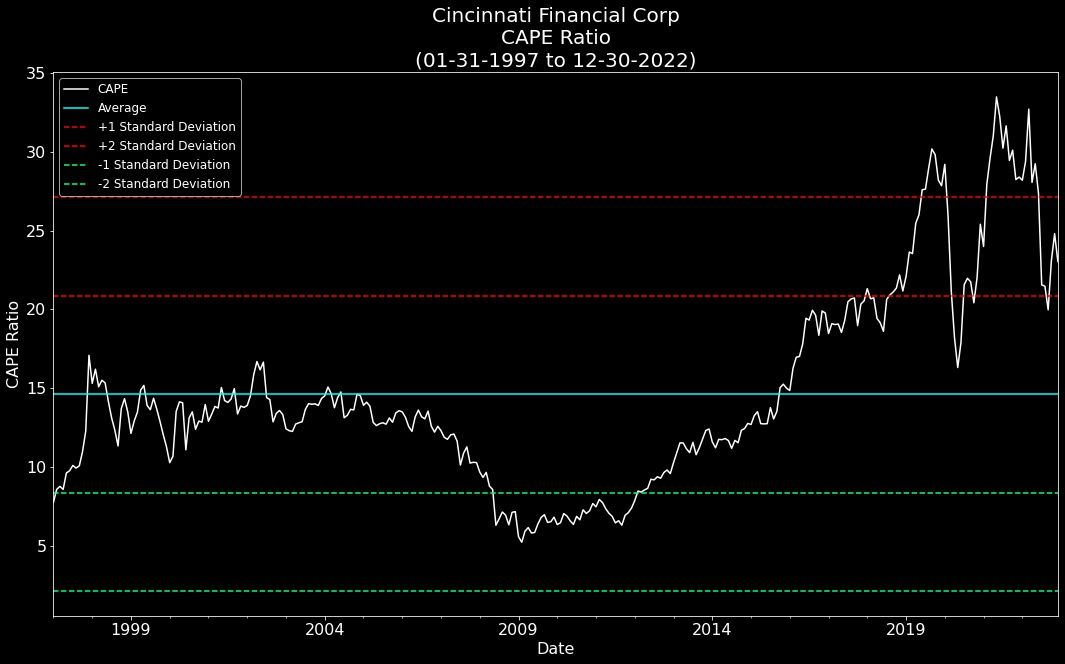 Cincinnati Financial Corp
CAPE Ratio
(01-31-1997 to 12-30-2022)
CAPE
Average
+1 Standard Deviation
+2 Standard Deviation
-1 Standard Deviation
-2 Standard Deviation
CAPE Ratio
35
30
25
20
15
10
5
1999 2004 2009 2014 2019
Date